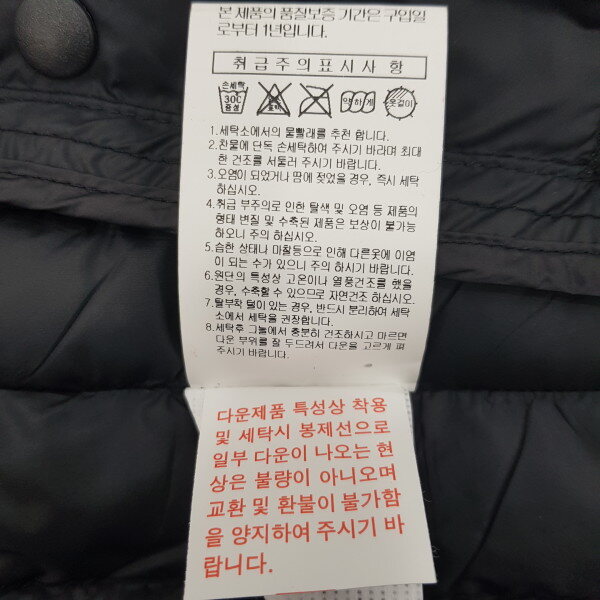 본 제품의 품질보증 기간은 구입일
로부터 1년입니다.
취급주의표시사항
손세탁
30C
중성
염소
표백
약하게
옷걸이
1.세탁소에서의 물빨래를 추천 합니다.
2.찬물에 단독 손세탁하여 주시기 바라며 최대
한 건조를 서둘러 주시기 바랍니다.
3.오염이 되었거나 땀에 젖었을 경우, 즉시 세탁
하십시오.
4.취급 부주의로 인한 탈색 및 오염 등 제품의
형태 변질 및 수축된 제품은 보상이 불가능
하오니 주의 하십시오.
5.습한 상태나 마찰등으로 인해 다른옷에 이염
이 되는 수가 있으니 주의 하시기 바랍니다.
6.원단의 특성상 고온이나 열풍건조를 했을
경우, 수축할 수 있으므로 자연건조 하십시오.
7.탈부착 털이 있는 경우, 반드시 분리하여 세탁
소에서 세탁을 권장합니다.
8.세탁후 그늘에서 충분히 건조하시고 마르면
다운 부위를 잘 두드려서 다운을 고르게 펴
주시기 바랍니다.
다운제품 특성상 착용
및 세탁시 봉제선으로
일부 다운이 나오는 현
상은 불량이 아니오며
교환 및 환불이 불가함
을 양지하여 주시기 바
랍니다.